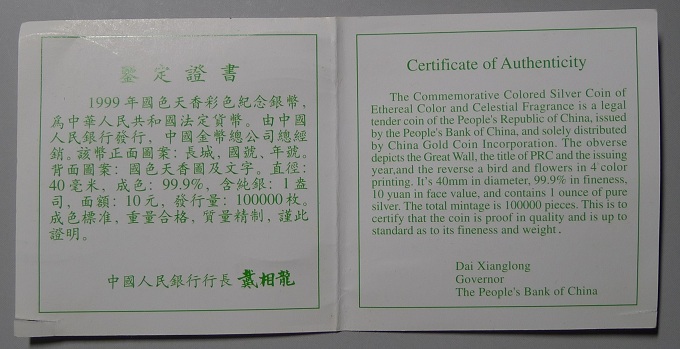 鑒定證書
1999年國色天香彩色紀念銀幣,
爲中華人民共和國法定貨幣。由中國
人民銀行發行, 中國金幣總公司總經
銷。該幣正面圖案: 長城, 國號、年號。
背面圖案: 國色天香圖及文字。直徑:
40毫米, 成色: 99.9%, 含純銀: 1盎
司, 面額: 10元, 發行量: 100000枚。
成色標準, 重量合格, 質量精制, 謹此
證明。
中國人民銀行行長 戴相龍
Certificate of Authenticity
The Commemorative Colored Silver Coin of
Ethereal Color and Celestial Fragrance is a legal
tender coin of the People's Republic of China, issued
by the People's Bank of China, and solely distributed
by China Gold Coin Incorporation. The obverse
depicts the Great Wall, the title of PRC and the issuing
year,and the reverse a bird and flowers in 4 color
printing. It's 40mm in diameter, 99.9% in fineness,
10 yuan in face value, and contains 1 ounce of pure
silver. The total mintage is 100000 pieces. This is to
certify that the coin is proof in quality and is up to
standard as to its fineness and weight .
Dai Xianglong
Governor
The People's Bank of China